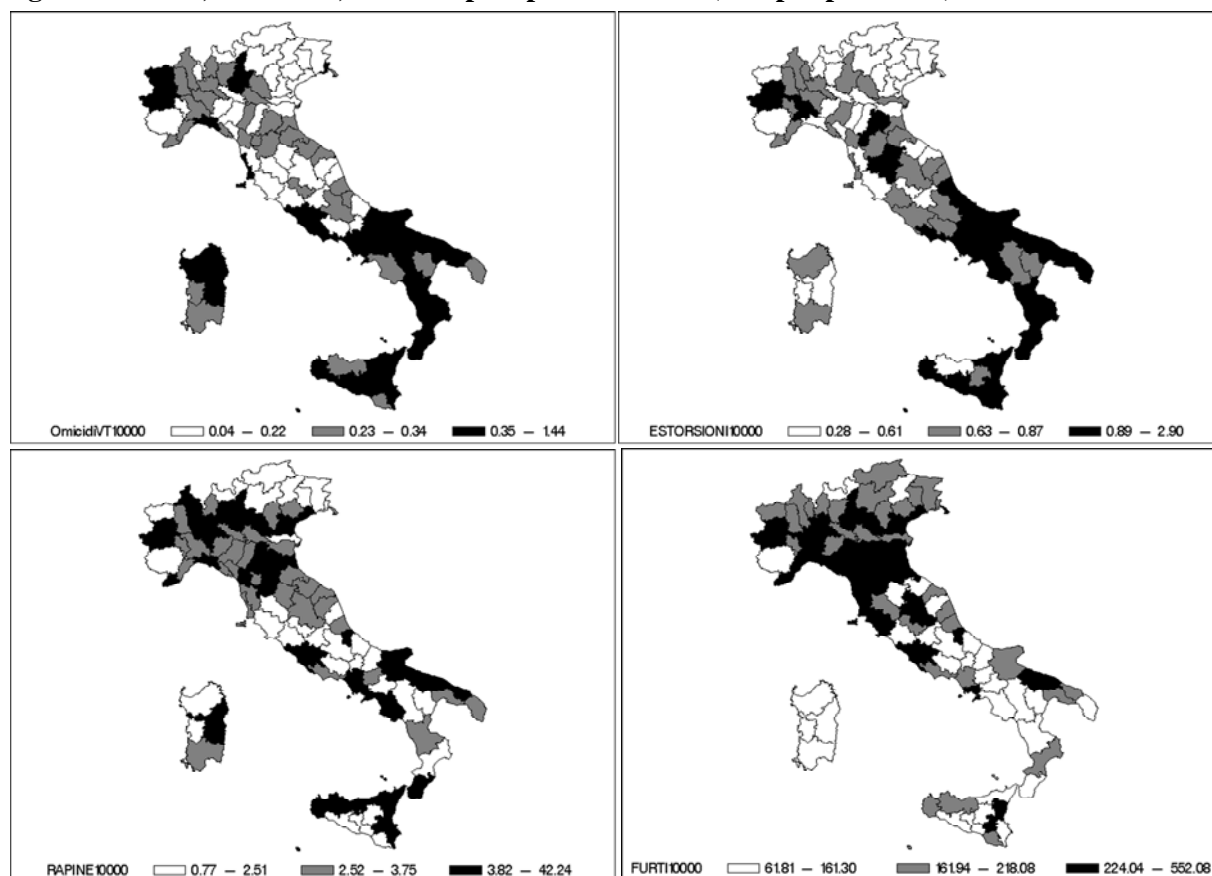 OmicidiVT10000 0.04 – 0.22 0.23 – 0.34 0.35 – 1.44
ESTORSIONI10000 0.28 – 0.61 0.63 – 0.87 0.89 – 2.90
RAPINE10000 0.77 – 2.51 2.52 – 3.75 3.82 – 42.24
FURTI10000 61.81 – 161.30 161.94 – 218.08 224.04 – 552.08